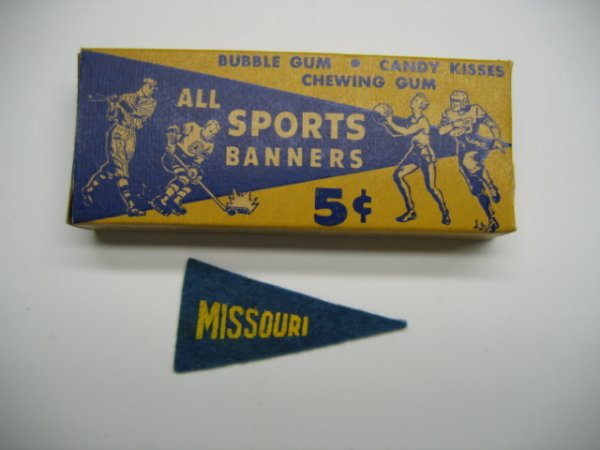 BUBBLE GUM • CANDY KISSES
CHEWING GUM
ALL
SPORTS
BANNERS
5¢
MISSOURI